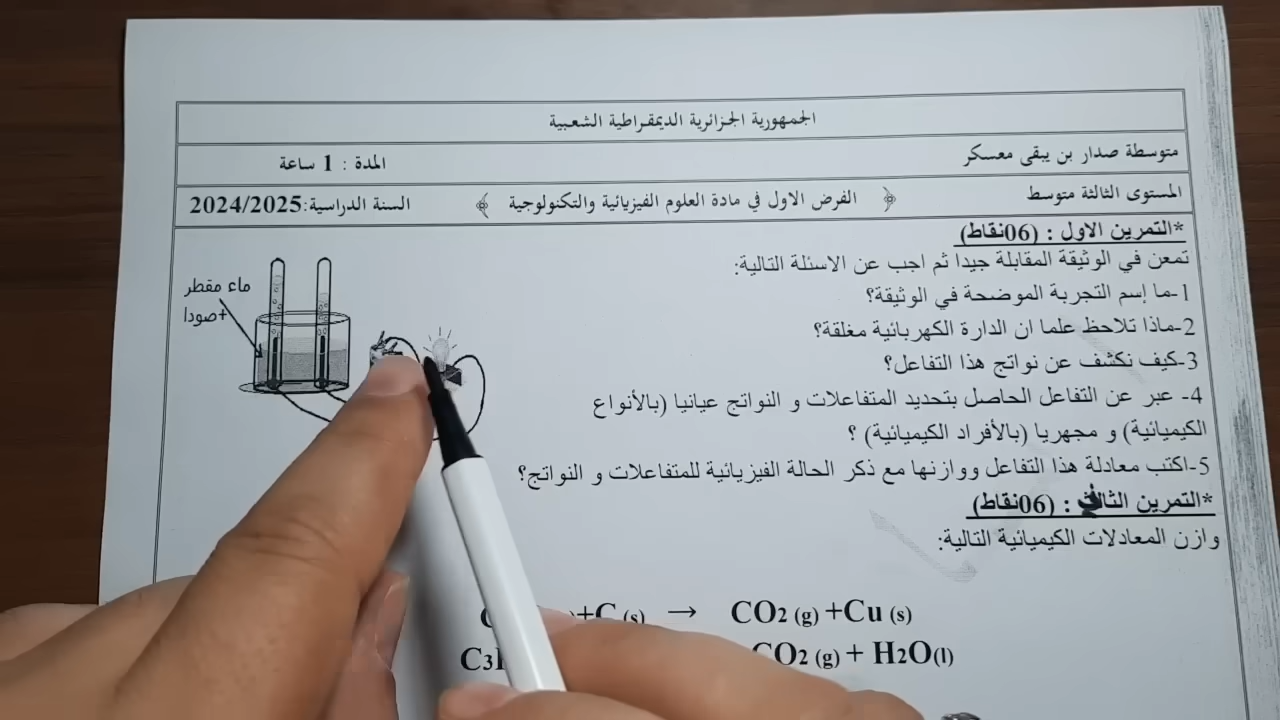 الجمهورية الجزائرية الديمقراطية الشعبية
متوسطة صدار بن يبقى معسكر
المدة : 1 ساعة
المستوى الثالثة متوسط
الفرض الاول في مادة العلوم الفيزيائية والتكنولوجية
السنة الدراسية:2024/2025
*التمرين الاول : (06نقاط)
تمعن في الوثيقة المقابلة جيدا ثم اجب عن الاسئلة التالية:
1-ما إسم التجربة الموضحة في الوثيقة؟
2-ماذا تلاحظ علما ان الدارة الكهربائية مغلقة؟
3-كيف نكشف عن نواتج هذا التفاعل؟
4- عبر عن التفاعل الحاصل بتحديد المتفاعلات و النواتج عيانيا (بالأنواع
الكيميائية) و مجهريا (بالأفراد الكيميائية) ؟
5-اكتب معادلة هذا التفاعل ووازنها مع ذكر الحالة الفيزيائية للمتفاعلات و النواتج؟
ماء مقطر
+صودا
*التمرين : (06نقاط)
وازن المعادلات الكيميائية التالية:
+C (s) → CO2 (g) +Cu (s)
CO2 (g) + H2O(l)